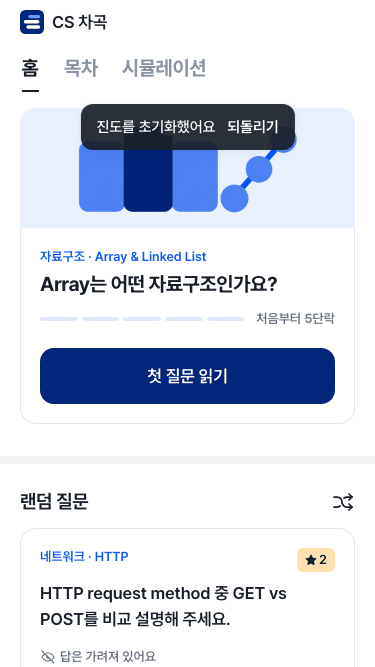 CS 차곡
홈 목차 시뮬레이션
진도를 초기화했어요 되돌리기
자료구조 · Array & Linked List
Array는 어떤 자료구조인가요?
처음부터 5단락
첫 질문 읽기
랜덤 질문
네트워크 · HTTP
★ 2
HTTP request method 중 GET vs
POST를 비교 설명해 주세요.
답은 가려져 있어요